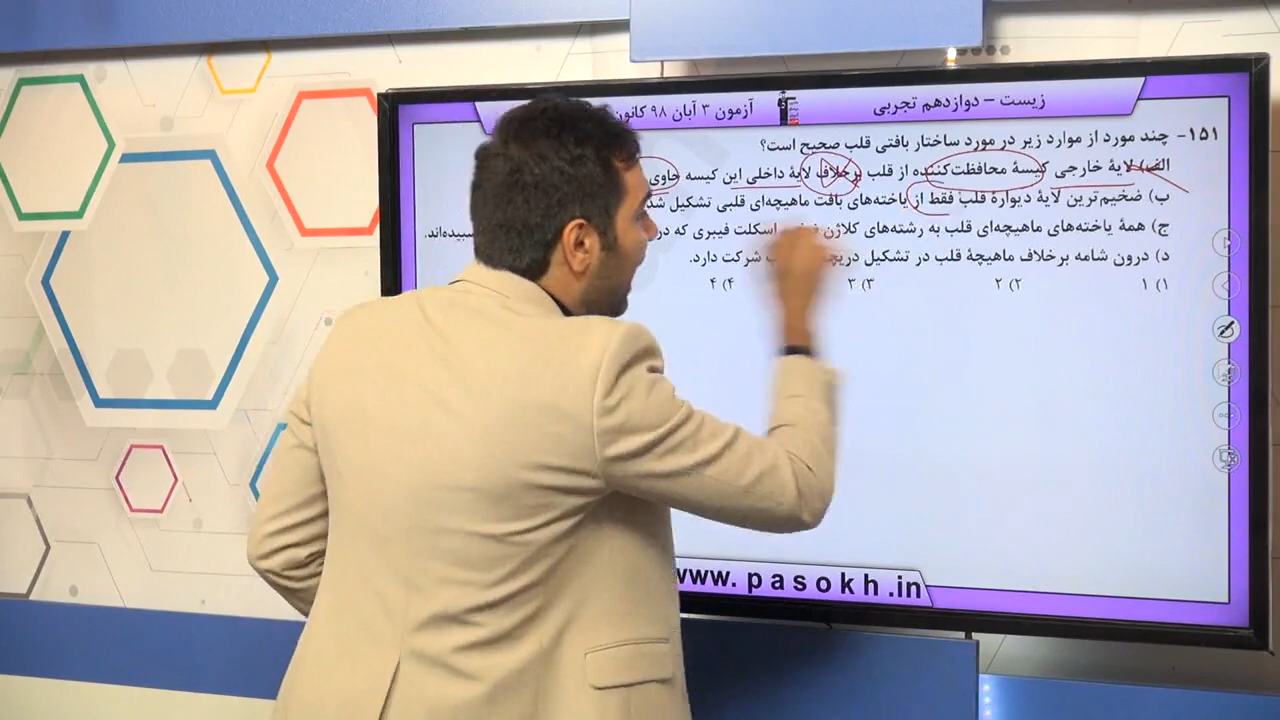 زیست - دوازدهم تجربی
آزمون ۳ آبان ۹۸ کانون
۱۵۱- چند مورد از موارد زیر در مورد ساختار بافتی قلب صحیح است؟
الف) لایهٔ خارجی کیسهٔ محافظت‌کننده از قلب برخلاف لایهٔ داخلی این کیسه حاوی
ب) ضخیم‌ترین لایهٔ دیوارهٔ قلب فقط از یاخته‌های بافت ماهیچه‌ای قلبی تشکیل
ج) همهٔ یاخته‌های ماهیچه‌ای قلب به رشته‌های کلاژن اسکلت فیبری که در چسبیده‌اند.
د) درون شامه برخلاف ماهیچهٔ قلب در تشکیل شرکت دارد.
۱) ۱
۲) ۲
۳) ۳
۴) ۴
www.pasokh.in